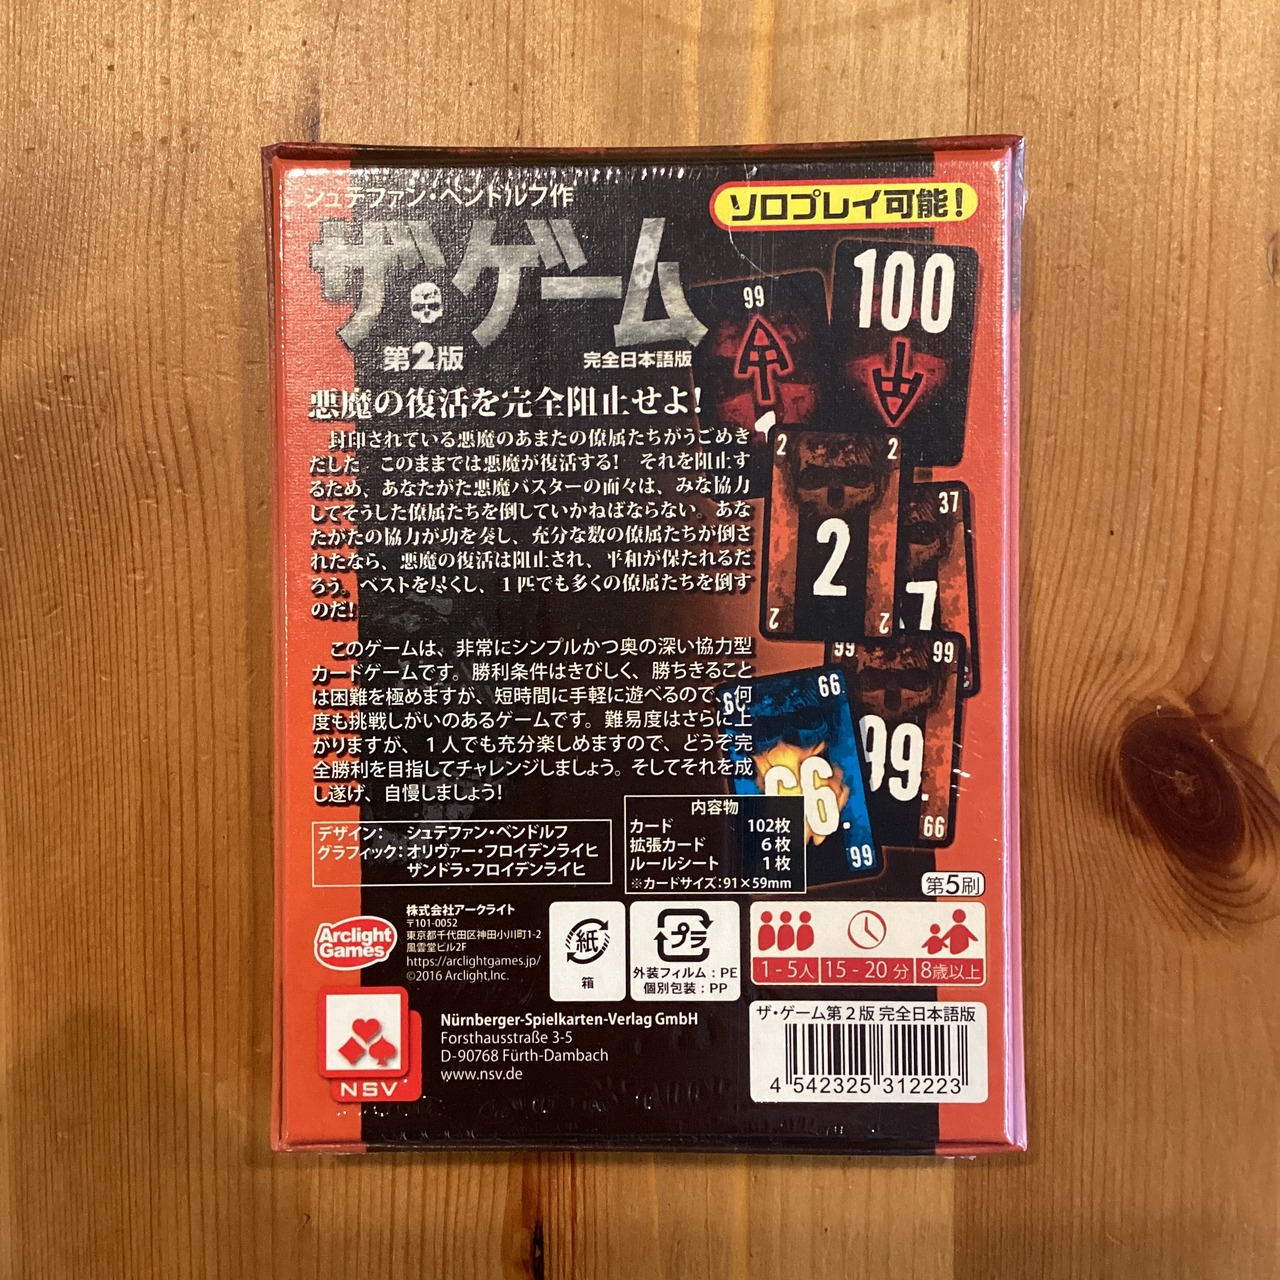 シュテファン・ベンドルフ作
ソロプレイ可能!
ザ・ゲーム
第2版
完全日本語版
99
100
悪魔の復活を完全阻止せよ!
封印されている悪魔のあまたの僚属たちがうごめき
だした。このままでは悪魔が復活する! それを阻止す
るため、あなたがた悪魔バスターの面々は、みな協力
してそうした僚属たちを倒していかねばならない。あな
たがたの協力が功を奏し、充分な数の僚属たちが倒さ
れたなら、悪魔の復活は阻止され、平和が保たれるだ
ろう。ベストを尽くし、1匹でも多くの僚属たちを倒す
のだ!
2
2
2
2
2
37
7
このゲームは、非常にシンプルかつ奥の深い協力型
カードゲームです。勝利条件はきびしく、勝ちきること
は困難を極めますが、短時間に手軽に遊べるので、何
度も挑戦しがいのあるゲームです。難易度はさらに上
がりますが、1人でも充分楽しめますので、どうぞ完
全勝利を目指してチャレンジしましょう。そしてそれを成
し遂げ、自慢しましょう!
99.
99.
99.
66
66.
66.
66.
99
デザイン: シュテファン・ベンドルフ
グラフィック:オリヴァー・フロイデンライヒ
ザンドラ・フロイデンライヒ
内容物
カード 102枚
拡張カード 6枚
ルールシート 1枚
※カードサイズ:91×59mm
第5刷
Arclight
Games
株式会社アークライト
〒101-0052
東京都千代田区神田小川町1-2
風雲堂ビル2F
https://arclightgames.jp/
©2016 Arclight,Inc.
紙
箱
プラ
外装フィルム:PE
個別包装:PP
1-5人
15-20分
8歳以上
NSV
Nürnberger-Spielkarten-Verlag GmbH
Forsthausstraße 3-5
D-90768 Fürth-Dambach
www.nsv.de
ザ・ゲーム第2版 完全日本語版
4 542325 312223